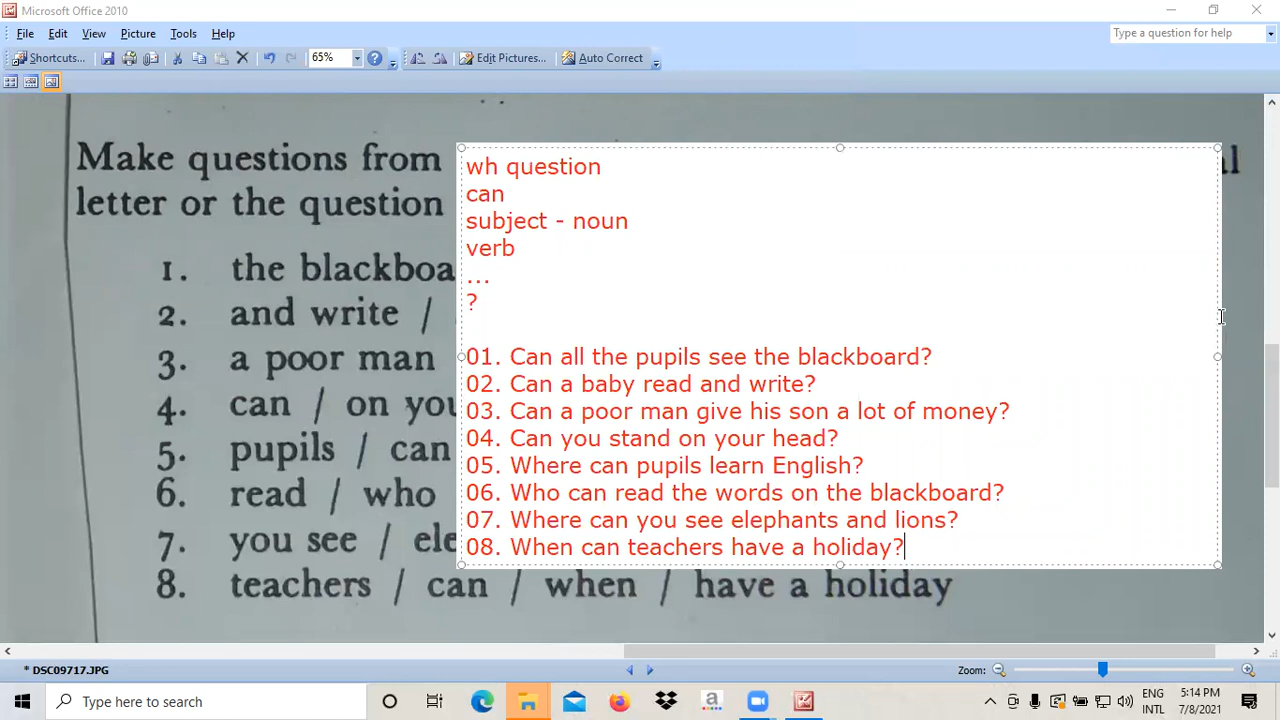 Microsoft Office 2010
File Edit View Picture Tools Help
Type a question for help
Shortcuts... 65% Edit Pictures... Auto Correct
Make questions from
letter or the question
1. the
2. and write /
3. a poor man
4. can / on
5. pupils / can
6. read / who
7. you see /
8. teachers / can / when / have a holiday
wh question
can
subject - noun
verb
...
?
01. Can all the pupils see the blackboard?
02. Can a baby read and write?
03. Can a poor man give his son a lot of money?
04. Can you stand on your head?
05. Where can pupils learn English?
06. Who can read the words on the blackboard?
07. Where can you see elephants and lions?
08. When can teachers have a holiday?
* DSC09717.JPG
Zoom:
Type here to search
ENG
INTL
5:14 PM
7/8/2021